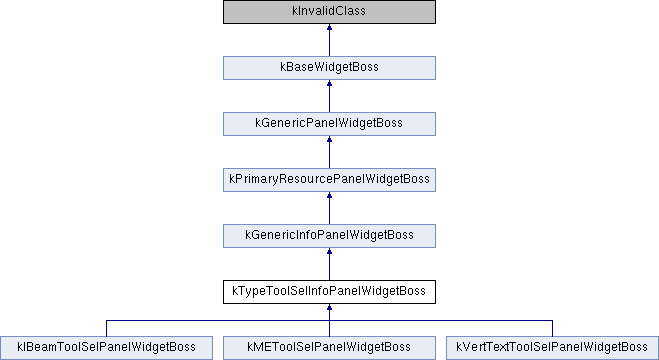 kInvalidClass
kBaseWidgetBoss
kGenericPanelWidgetBoss
kPrimaryResourcePanelWidgetBoss
kGenericInfoPanelWidgetBoss
kTypeToolSelInfoPanelWidgetBoss
kIBeamToolSelPanelWidgetBoss
kMEToolSelPanelWidgetBoss
kVertTextToolSelPanelWidgetBoss